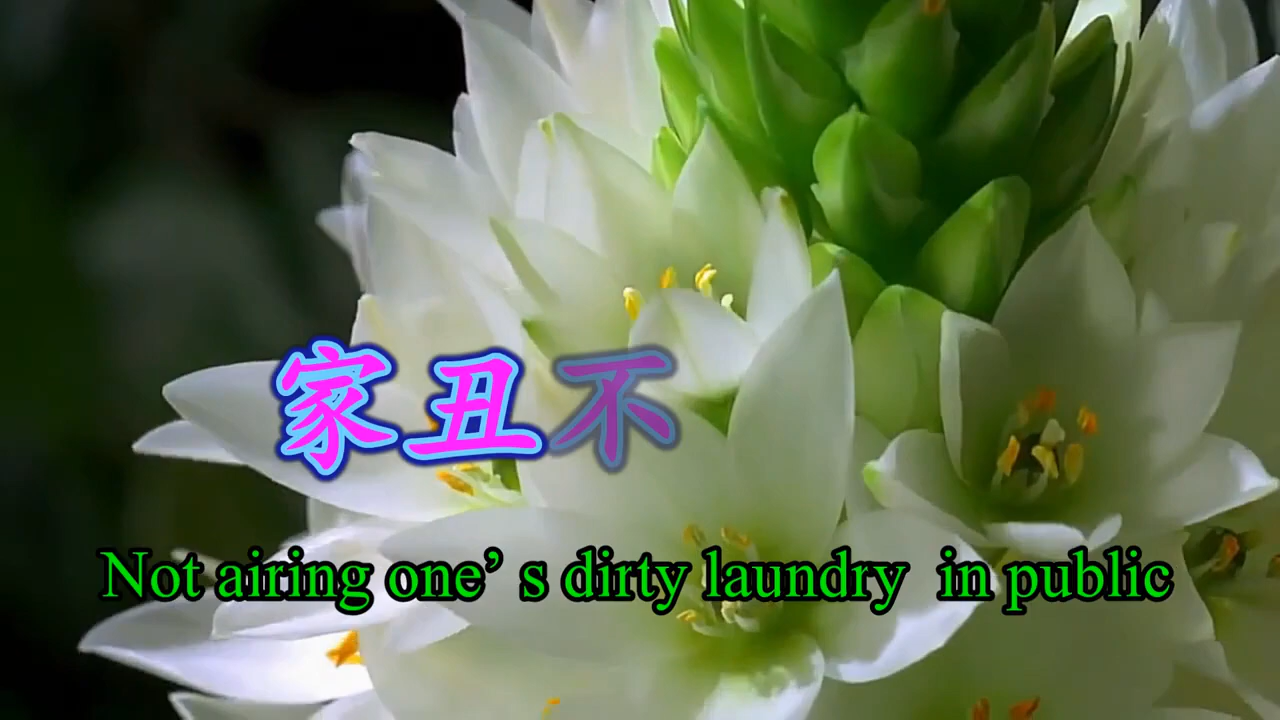 家丑不
Not airing one’ s dirty laundry  in public